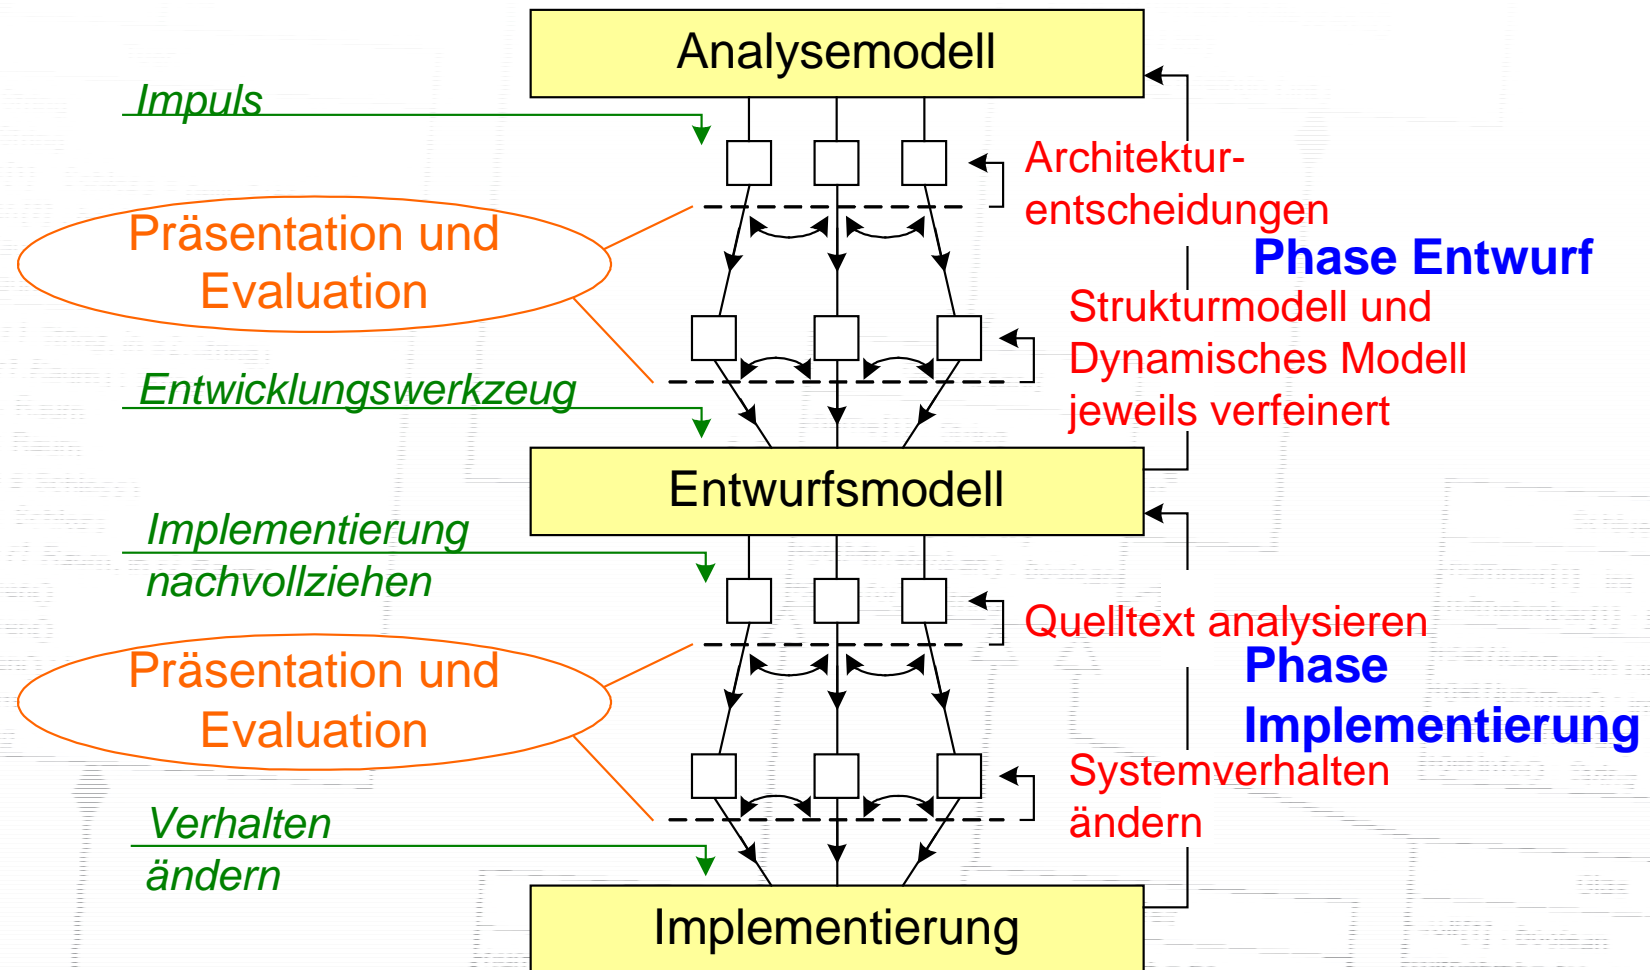 Analysemodell
Impuls
Architektur-
entscheidungen
Präsentation und
Evaluation
Phase Entwurf
Strukturmodell und
Dynamisches Modell
jeweils verfeinert
Entwicklungswerkzeug
Entwurfsmodell
Implementierung
nachvollziehen
Quelltext analysieren
Präsentation und
Evaluation
Phase
Implementierung
Systemverhalten
ändern
Verhalten
ändern
Implementierung